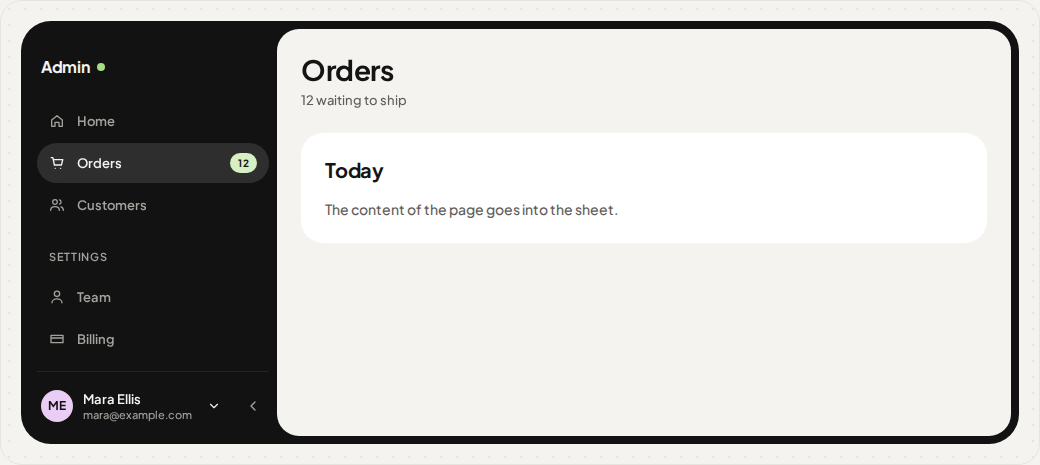 Admin
Home
Orders
12
Customers
SETTINGS
Team
Billing
ME
Mara Ellis
mara@example.com
Orders
12 waiting to ship
Today
The content of the page goes into the sheet.